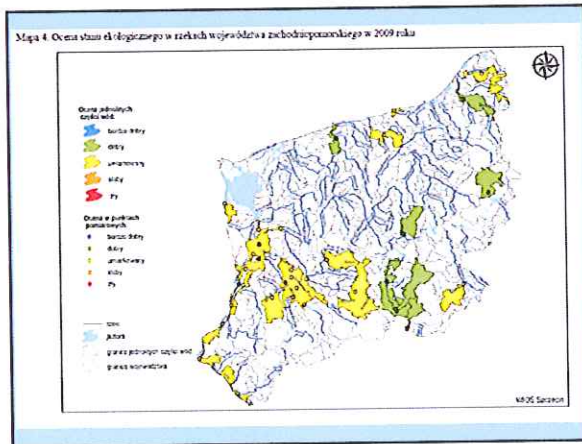 Mapa 4. Ocena stanu ekologicznego w rzekach województwa zachodniopomorskiego w 2009 roku
Ocena jednolitych
części wód:
bardzo dobry
dobry
umiarkowany
słaby
zły
Ocena w punktach
pomiarowych:
bardzo dobry
dobry
umiarkowany
słaby
zły
rzeki
jeziora
granice jednolitych części wód
granica województwa
WIOŚ Szczecin